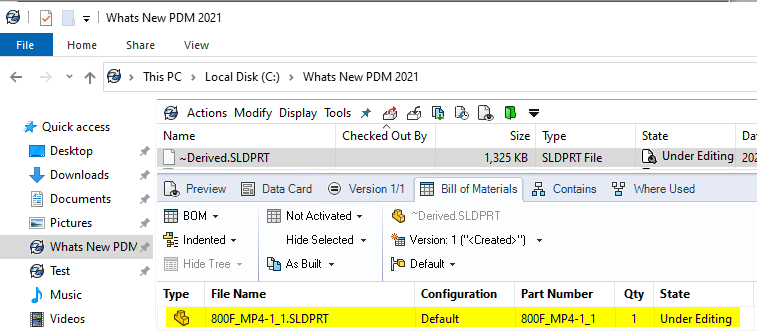 Whats New PDM 2021
File Home Share View
This PC Local Disk (C:) Whats New PDM 2021
Actions Modify Display Tools
Quick access
Desktop
Downloads
Documents
Pictures
Whats New PDM
Test
Music
Videos
Name Checked Out By Size Type State Da
~Derived.SLDPRT 1,325 KB SLDPRT File Under Editing 202
Preview Data Card Version 1/1 Bill of Materials Contains Where Used
BOM Not Activated ~Derived.SLDPRT
Indented Hide Selected Version: 1 ("<Created>")
Hide Tree As Built Default
Type File Name Configuration Part Number Qty State
800F_MP4-1_1.SLDPRT Default 800F_MP4-1_1 1 Under Editing